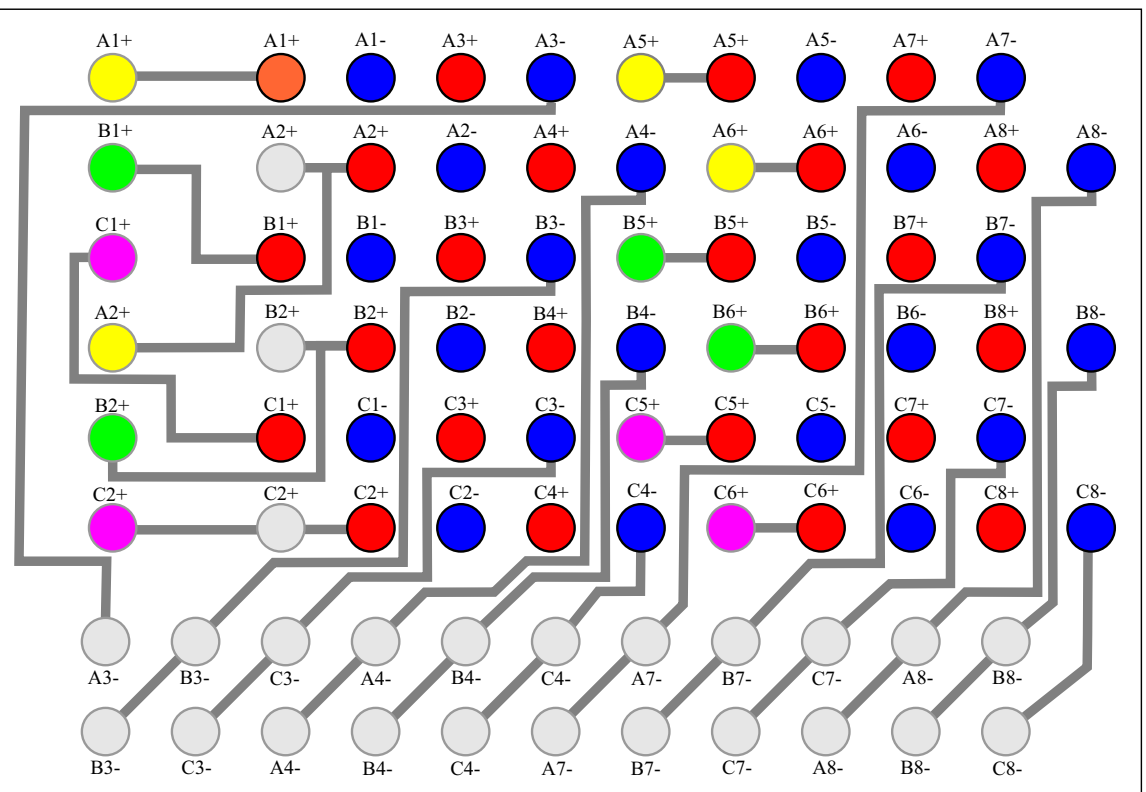 A1+ A1+ A1- A3+ A3- A5+ A5+ A5- A7+ A7-
B1+ A2+ A2+ A2- A4+ A4- A6+ A6+ A6- A8+ A8-
C1+ B1+ B1- B3+ B3- B5+ B5+ B5- B7+ B7-
A2+ B2+ B2+ B2- B4+ B4- B6+ B6+ B6- B8+ B8-
B2+ C1+ C1- C3+ C3- C5+ C5+ C5- C7+ C7-
C2+ C2+ C2+ C2- C4+ C4- C6+ C6+ C6- C8+ C8-
A3- B3- C3- A4- B4- C4- A7- B7- C7- A8- B8-
B3- C3- A4- B4- C4- A7- B7- C7- A8- B8- C8-